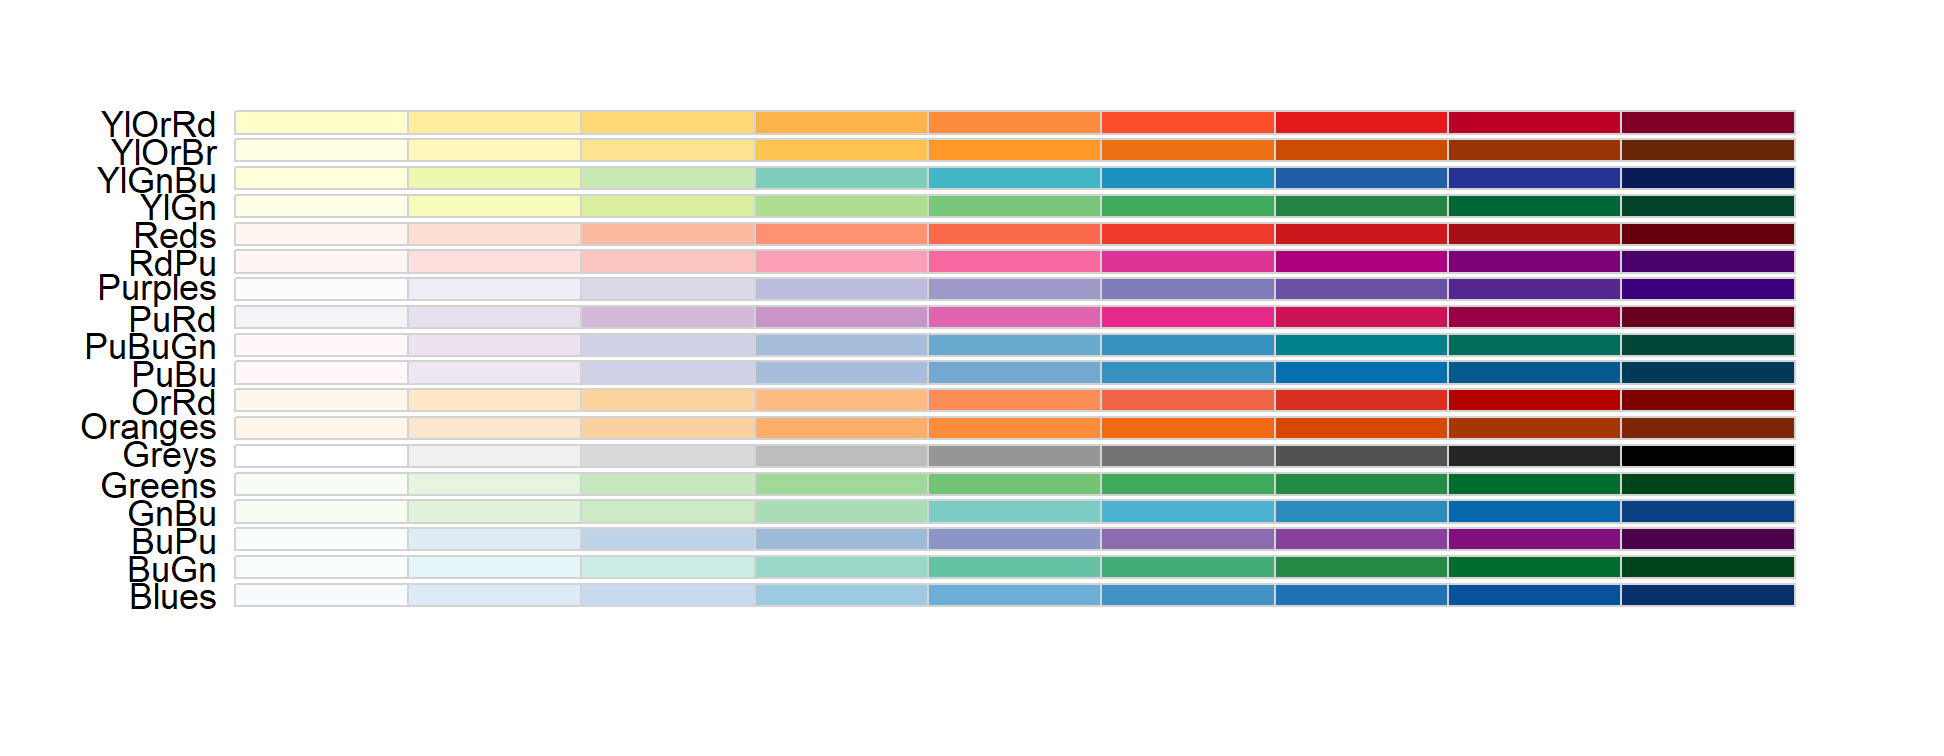 YlOrRd
YlOrBr
YlGnBu
YlGn
Reds
RdPu
Purples
PuRd
PuBuGn
PuBu
OrRd
Oranges
Greys
Greens
GnBu
BuPu
BuGn
Blues